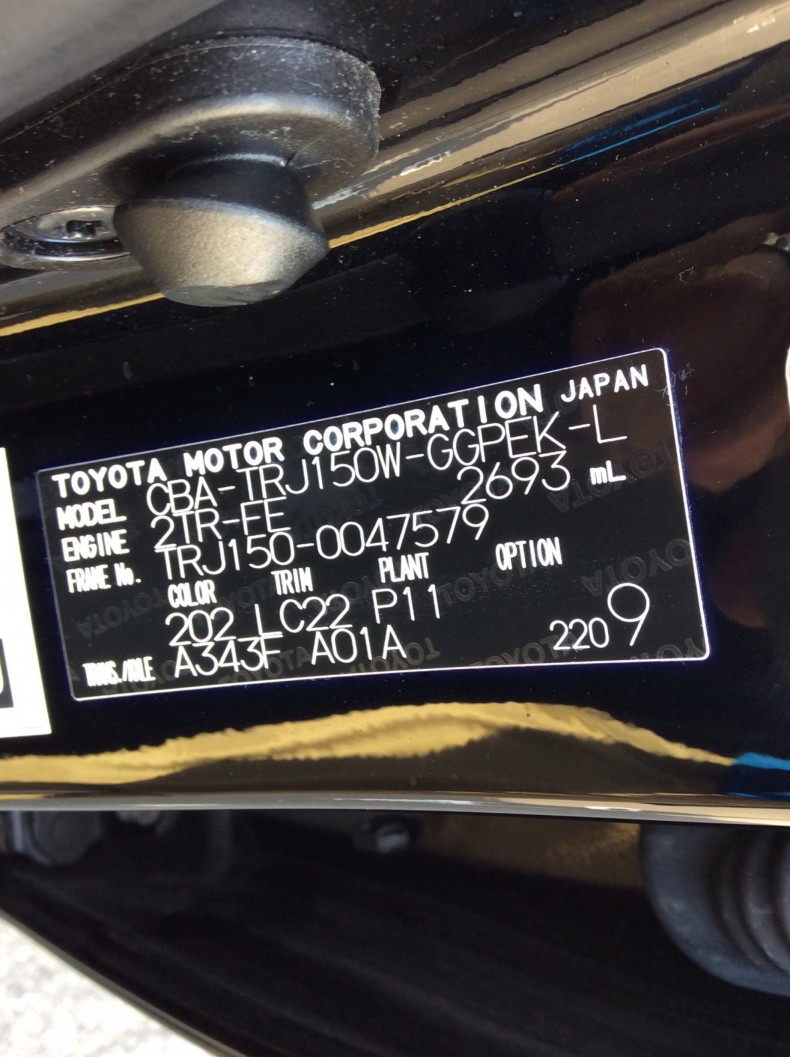 TOYOTA MOTOR CORPORATION JAPAN
MODEL CBA-TRJ150W-GGPEK-L
ENGINE 2TR-FE 2693 mL
FRAME No. TRJ150-0047579
COLOR TRIM PLANT OPTION
202 LC22 P11
TRANS./AXLE A343F A01A 2209